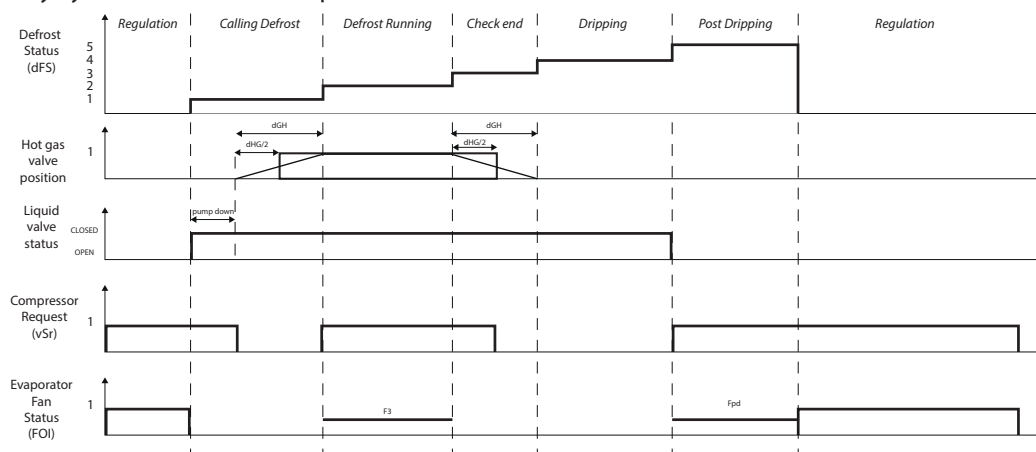 Regulation Calling Defrost Defrost Running Check end Dripping Post Dripping Regulation
Defrost
Status
(dFS)
5
4
3
2
1
dGH dGH
dHG/2 dHG/2
Hot gas
valve
position
1
Liquid
valve
status
pump down
CLOSED
OPEN
Compressor
Request
(vSr)
1
Evaporator
Fan
Status
(FOI)
1
F3 Fpd